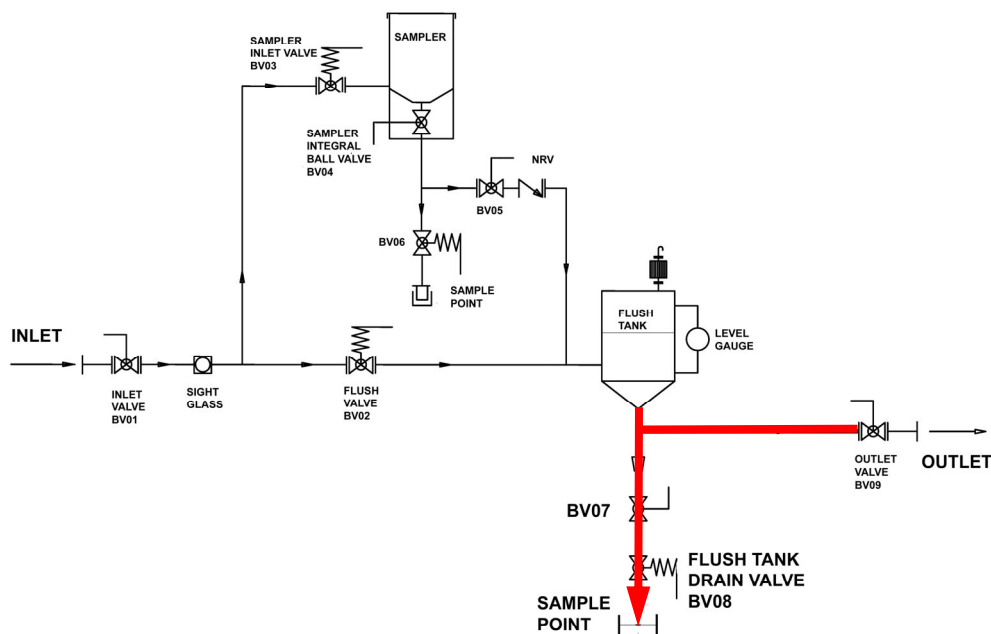 SAMPLER
INLET VALVE
BV03
SAMPLER
SAMPLER
INTEGRAL
BALL VALVE
BV04
NRV
BV05
BV06
SAMPLE
POINT
FLUSH
TANK
LEVEL
GAUGE
INLET
INLET
VALVE
BV01
SIGHT
GLASS
FLUSH
VALVE
BV02
OUTLET
VALVE
BV09
OUTLET
BV07
FLUSH TANK
DRAIN VALVE
BV08
SAMPLE
POINT